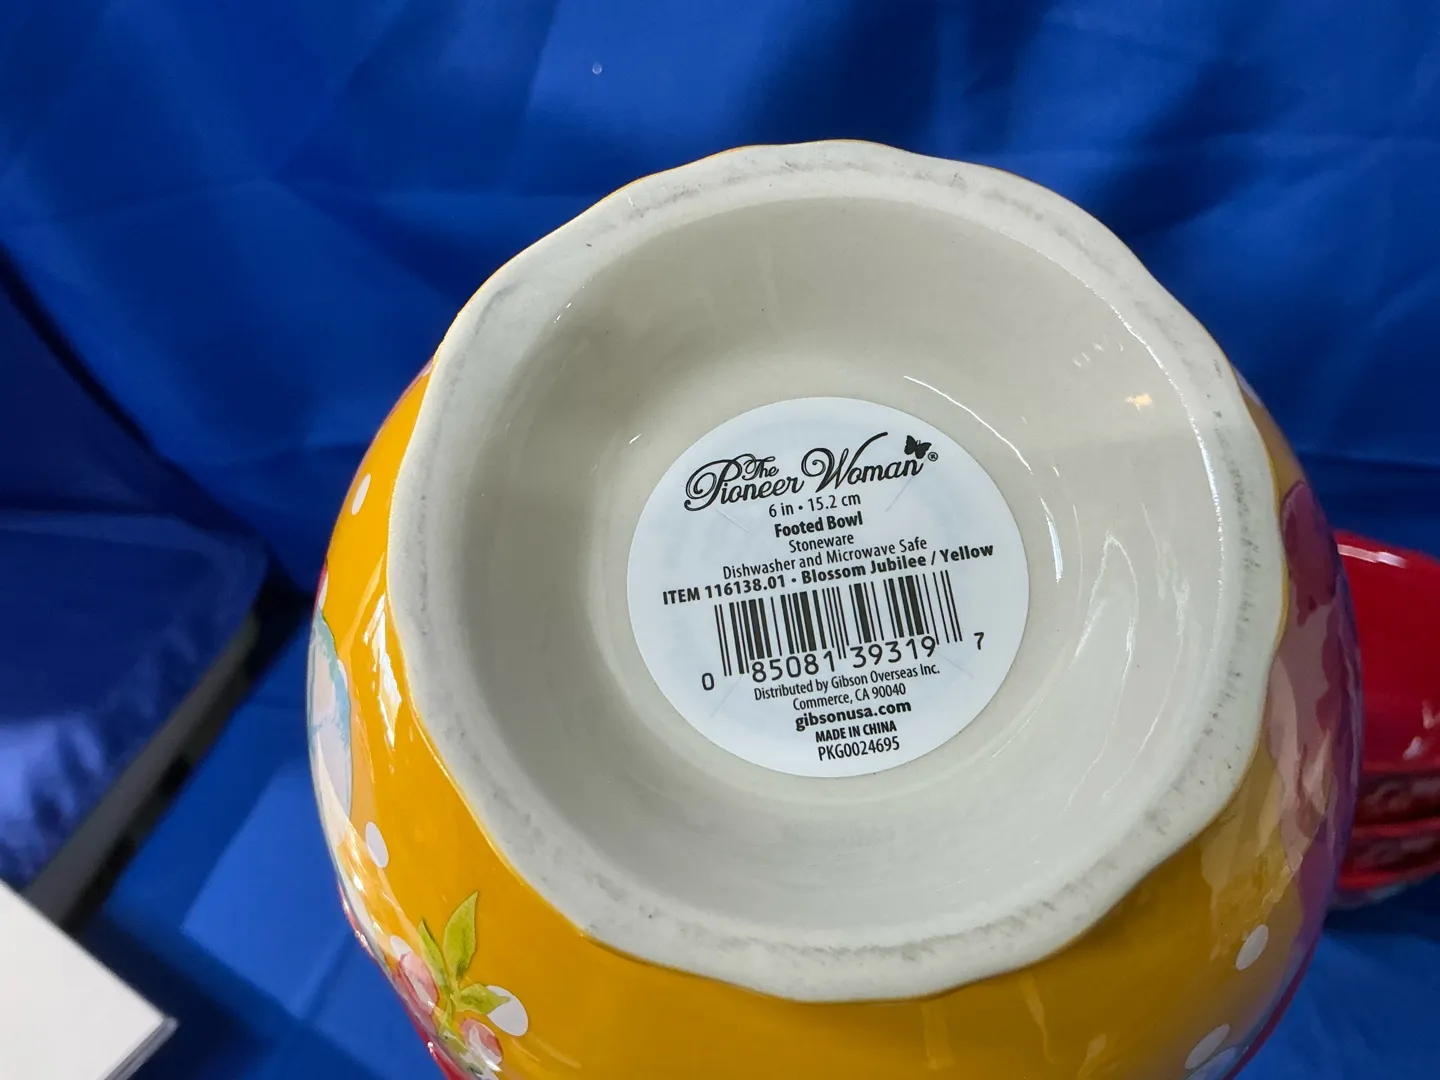 The
Pioneer Woman®
6 in • 15.2 cm
Footed Bowl
Stoneware
Dishwasher and Microwave Safe
ITEM 116138.01 • Blossom Jubilee / Yellow
0 85081 39319 7
Distributed by Gibson Overseas Inc.
Commerce, CA 90040
gibsonusa.com
MADE IN CHINA
PKG0024695